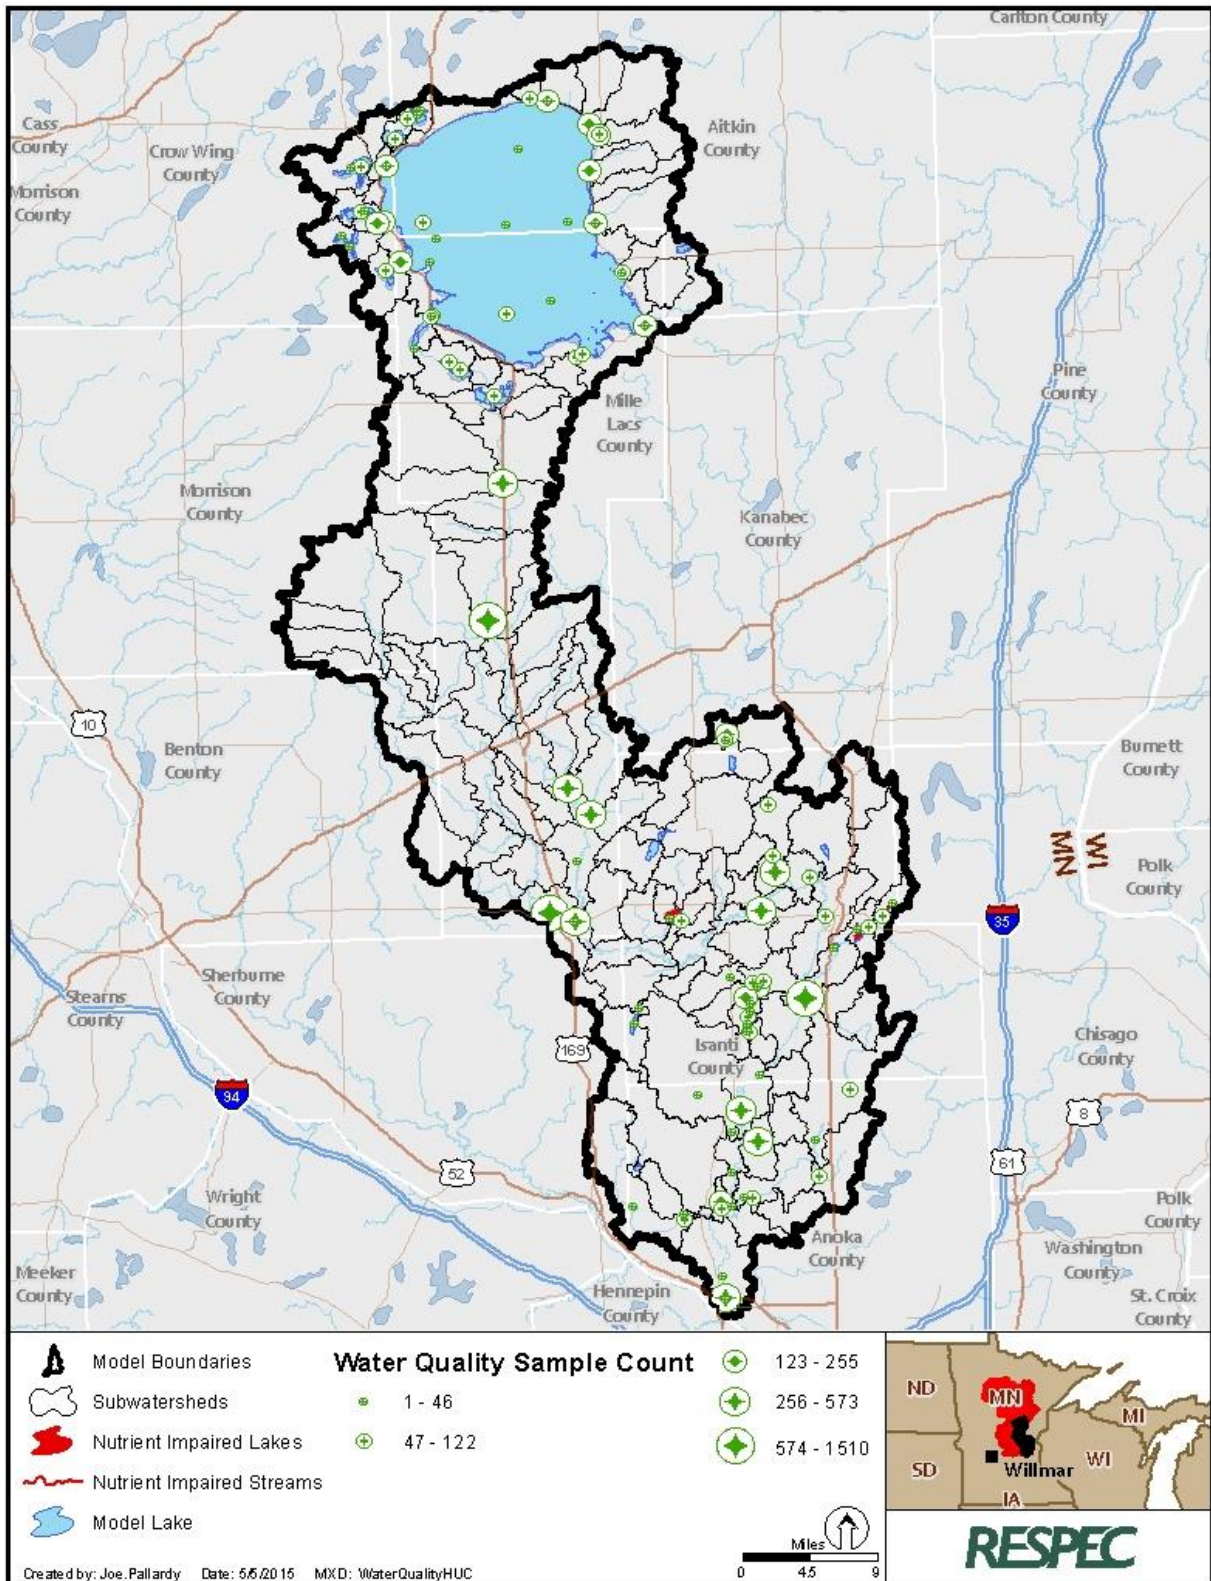 Carlton County
Cass
County
Crow Wing
County
Aitkin
County
Morrison
County
Pine
County
Mille
Lacs
County
Morrison
County
Kanabec
County
10
Benton
County
Burnett
County
WI
MN
Polk
County
35
Sherburne
County
Stearns
County
Isanti
County
169
Chisago
County
94
8
52
61
Wright
County
Polk
County
Anoka
County
Washington
County
Meeker
County
Hennepin
County
St. Croix
County
Model Boundaries
Subwatersheds
Nutrient Impaired Lakes
Nutrient Impaired Streams
Model Lake
Water Quality Sample Count
1 - 46
47 - 122
123 - 255
256 - 573
574 - 1510
Miles
0 4.5 9
Created by: Joe.Pallardy Date: 5/5/2015 MXD: WaterQualityHUC
ND
MN
MI
SD
WI
Willmar
IA
RESPEC